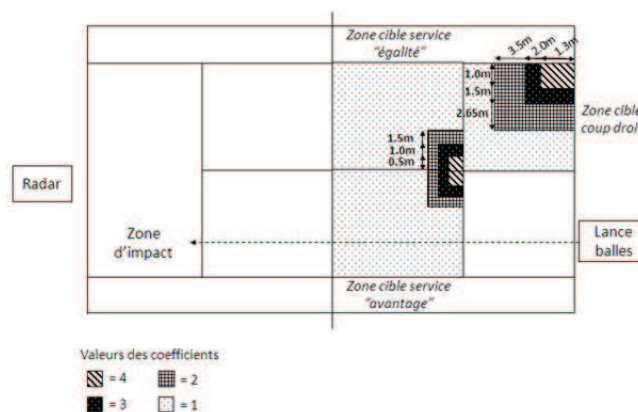 Zone cible service
"égalité"
3.5m
2.0m
1.3m
1.0m
1.5m
2.65m
Zone cible
coup droit
1.5m
1.0m
0.5m
Radar
Zone
d'impact
Lance
balles
Zone cible service
"avantage"
Valeurs des coefficients
= 4
= 2
= 3
= 1